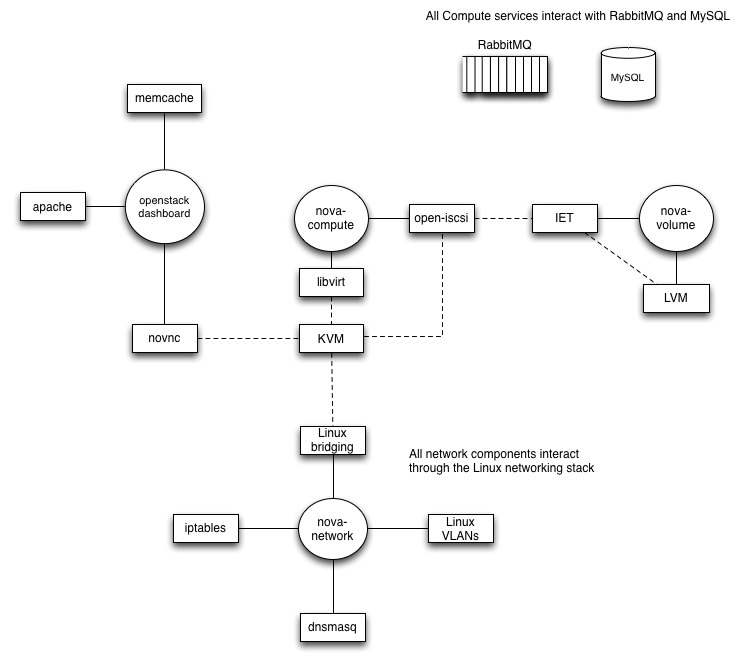 All Compute services interact with RabbitMQ and MySQL
RabbitMQ
MySQL
memcache
apache
openstack
dashboard
nova-
compute
open-iscsi
IET
nova-
volume
libvirt
LVM
novnc
KVM
Linux
bridging
All network components interact
through the Linux networking stack
iptables
nova-
network
Linux
VLANs
dnsmasq